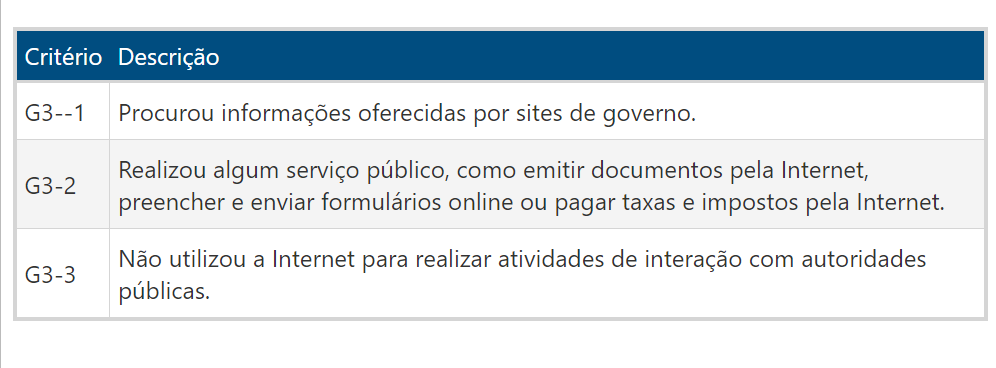 Critério Descrição
G3--1 Procurou informações oferecidas por sites de governo.
G3-2 Realizou algum serviço público, como emitir documentos pela Internet,
preencher e enviar formulários online ou pagar taxas e impostos pela Internet.
G3-3 Não utilizou a Internet para realizar atividades de interação com autoridades
públicas.